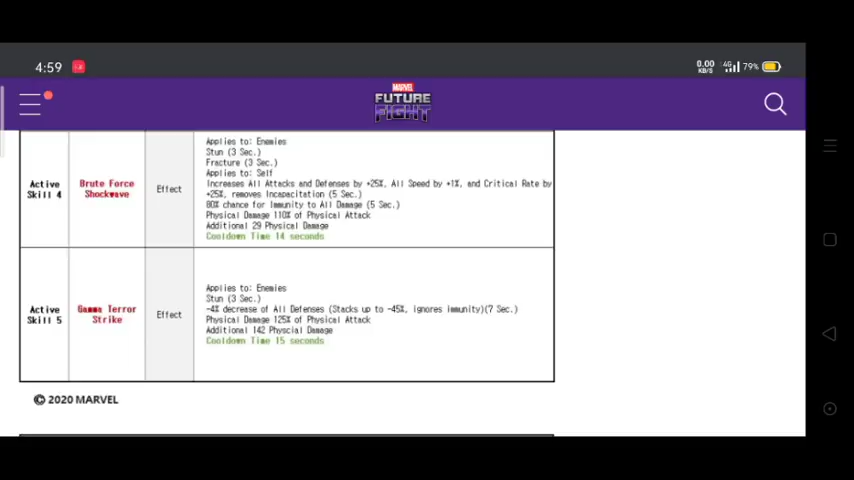 4:59
0.00 KB/S 4G 79%
MARVEL
FUTURE
FIGHT
Active Skill 4
Brute Force Shockwave
Effect
Applies to: Enemies
Stun (3 Sec.)
Fracture (3 Sec.)
Applies to: Self
Increases All Attacks and Defenses by +25%, All Speed by +1%, and Critical Rate by
+25%, removes Incapacitation (5 Sec.)
80% chance for Immunity to All Damage (5 Sec.)
Physical Damage 110% of Physical Attack
Additional 29 Physical Damage
Cooldown Time 14 seconds
Active Skill 5
Gamma Terror Strike
Effect
Applies to: Enemies
Stun (3 Sec.)
-4% decrease of All Defenses (Stacks up to -45%, ignores immunity)(7 Sec.)
Physical Damage 125% of Physical Attack
Additional 142 Physcial Damage
Cooldown Time 15 seconds
© 2020 MARVEL